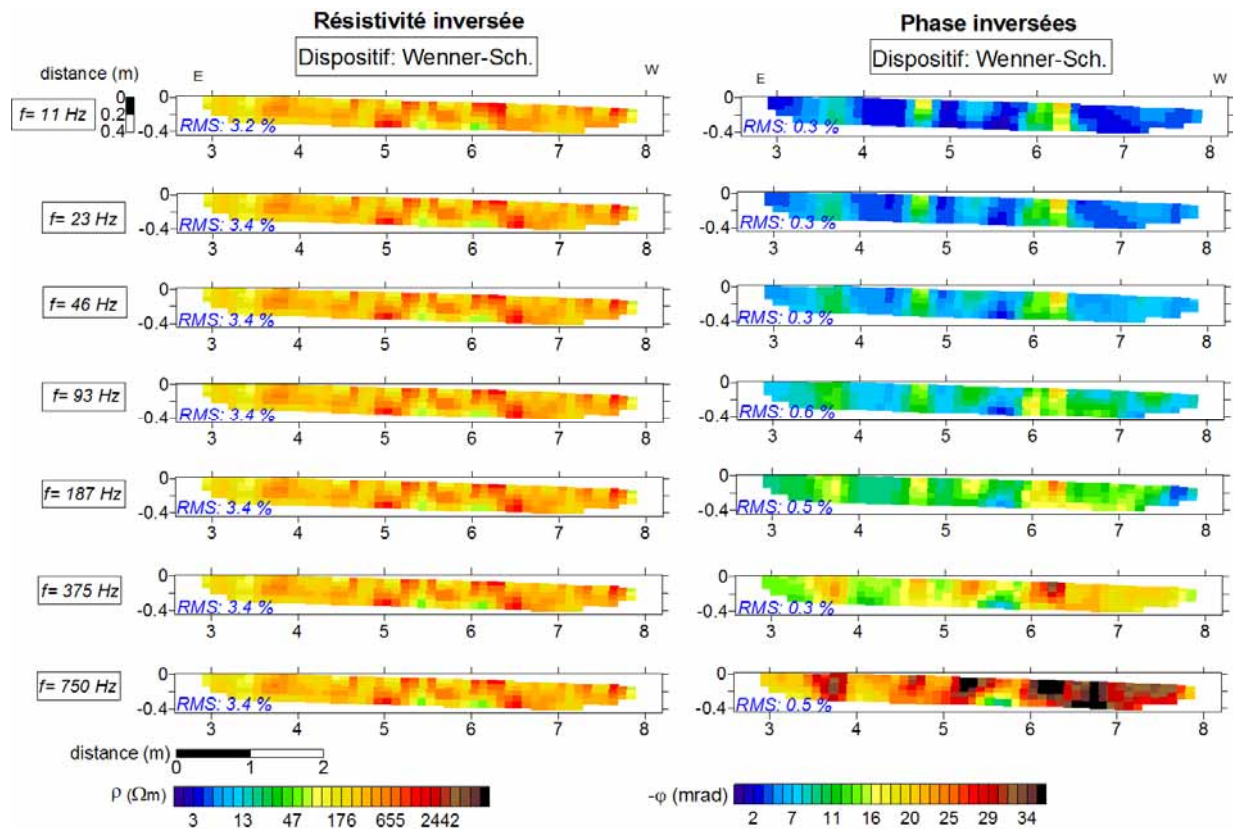 Résistivité inversée
Phase inversées
Dispositif: Wenner-Sch.
Dispositif: Wenner-Sch.
distance (m)
E
W
E
W
f= 11 Hz
0
0.2
0.4
0
-0.4
RMS: 3.2 %
3 4 5 6 7 8
0
-0.4
RMS: 0.3 %
3 4 5 6 7 8
f= 23 Hz
0
-0.4
RMS: 3.4 %
3 4 5 6 7 8
0
-0.4
RMS: 0.3 %
3 4 5 6 7 8
f= 46 Hz
0
-0.4
RMS: 3.4 %
3 4 5 6 7 8
0
-0.4
RMS: 0.3 %
3 4 5 6 7 8
f= 93 Hz
0
-0.4
RMS: 3.4 %
3 4 5 6 7 8
0
-0.4
RMS: 0.6 %
3 4 5 6 7 8
f= 187 Hz
0
-0.4
RMS: 3.4 %
3 4 5 6 7 8
0
-0.4
RMS: 0.5 %
3 4 5 6 7 8
f= 375 Hz
0
-0.4
RMS: 3.4 %
3 4 5 6 7 8
0
-0.4
RMS: 0.3 %
3 4 5 6 7 8
f= 750 Hz
0
-0.4
RMS: 3.4 %
3 4 5 6 7 8
0
-0.4
RMS: 0.5 %
3 4 5 6 7 8
distance (m)
0 1 2
ρ (Ωm)
3 13 47 176 655 2442
-φ (mrad)
2 7 11 16 20 25 29 34